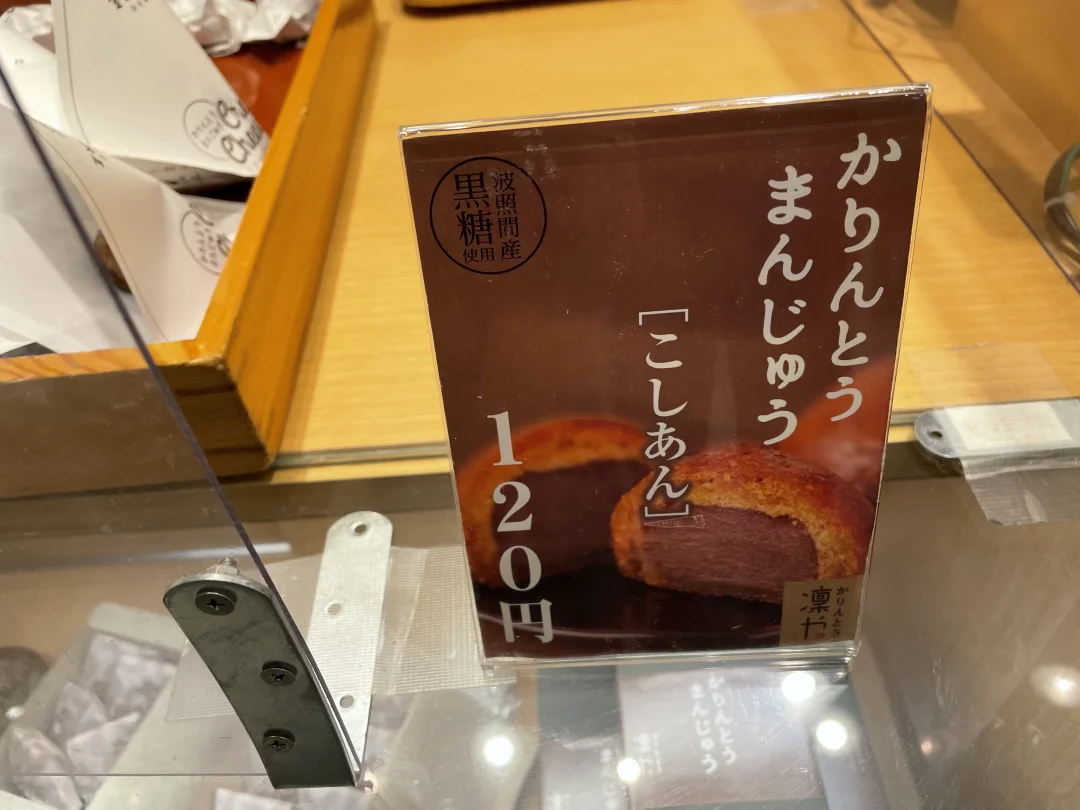 かりんとう
まんじゅう
[こしあん]
波照間産
黒糖
使用
120円
かりんとう
凛や
かりんとう
まんじゅう